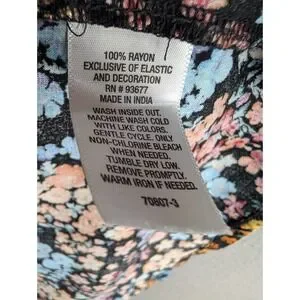 100% RAYON
EXCLUSIVE OF ELASTIC
AND DECORATION
RN # 93677
MADE IN INDIA
WASH INSIDE OUT.
MACHINE WASH COLD
WITH LIKE COLORS.
GENTLE CYCLE. ONLY
NON-CHLORINE BLEACH
WHEN NEEDED.
TUMBLE DRY LOW.
REMOVE PROMPTLY.
WARM IRON IF NEEDED.
70807-3